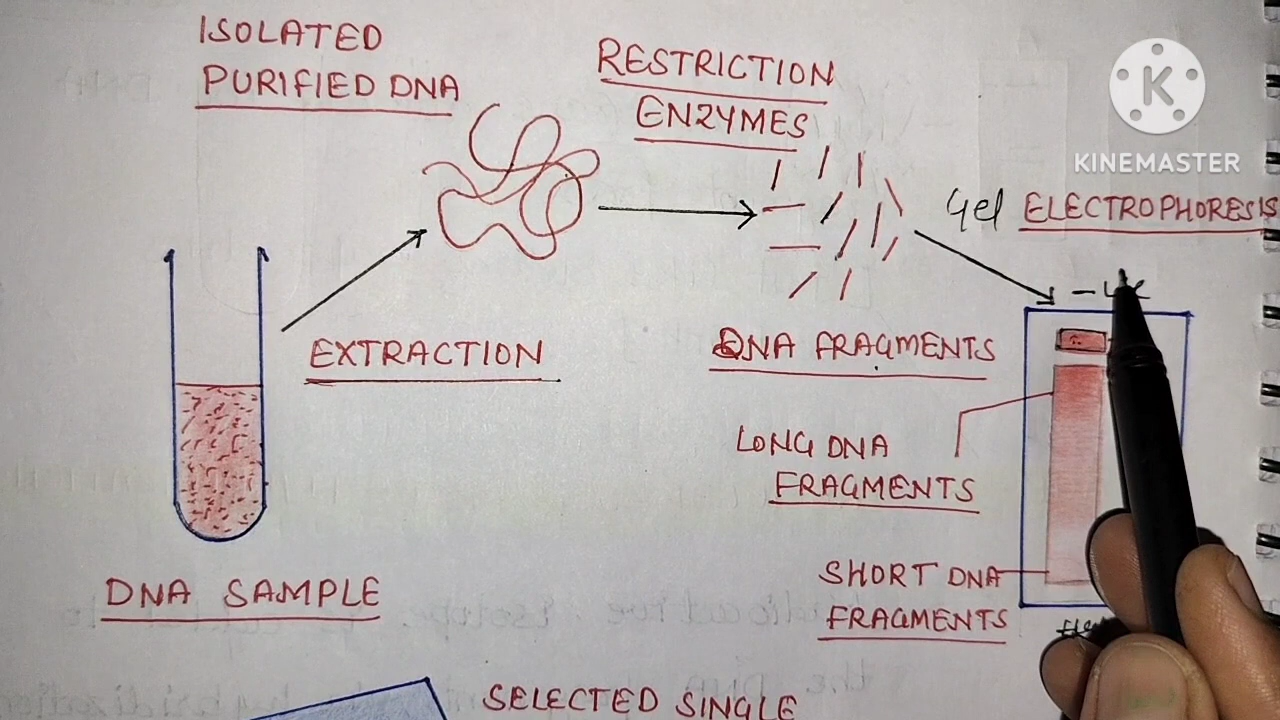 ISOLATED
PURIFIED DNA
RESTRICTION
ENZYMES
KINEMASTER
Gel ELECTROPHORESIS
EXTRACTION
DNA FRAGMENTS
LONG DNA
FRAGMENTS
SHORT DNA
FRAGMENTS
DNA SAMPLE
SELECTED SINGLE